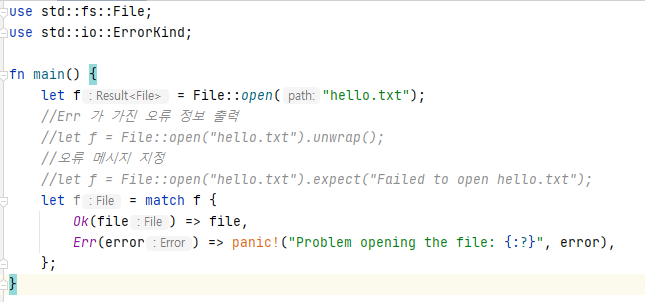 use std::fs::File;
use std::io::ErrorKind;
fn main() {
let f : Result<File> = File::open( path: "hello.txt");
//Err 가 가진 오류 정보 출력
//let f = File::open("hello.txt").unwrap();
//오류 메시지 지정
//let f = File::open("hello.txt").expect("Failed to open hello.txt");
let f : File = match f {
Ok(file : File ) => file,
Err(error : Error ) => panic!("Problem opening the file: {:?}", error),
};
}